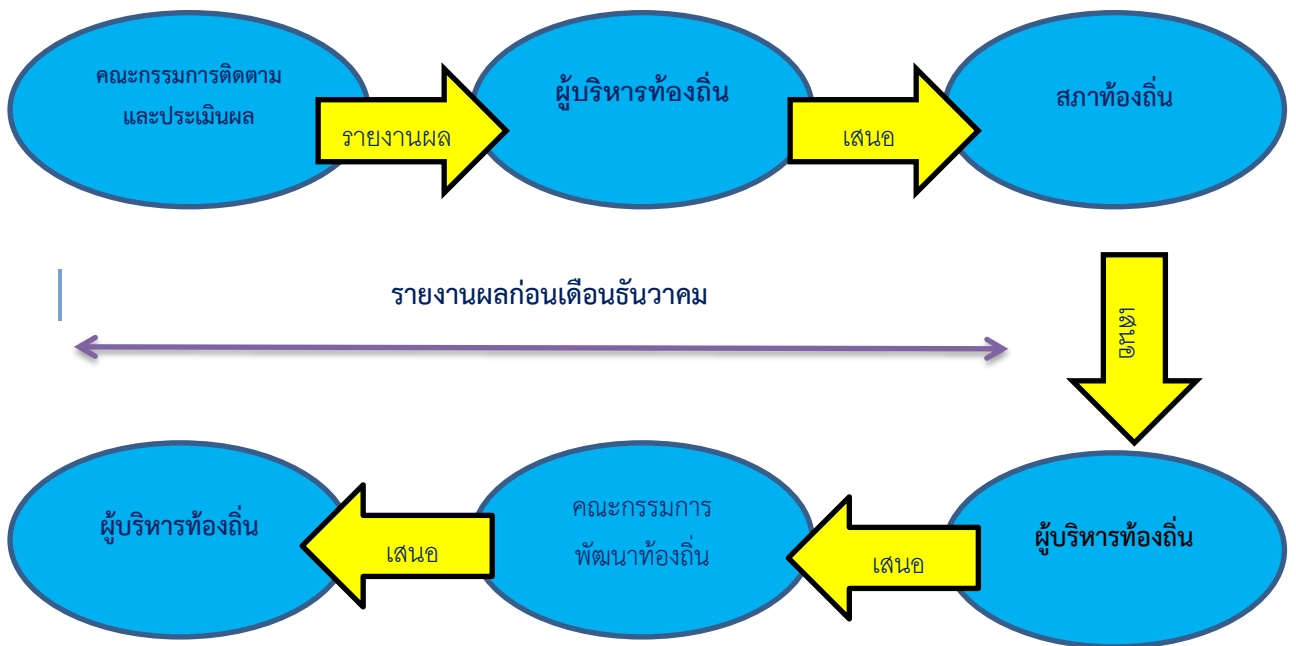 คณะกรรมการติดตาม
และประเมินผล
รายงานผล
ผู้บริหารท้องถิ่น
เสนอ
สภาท้องถิ่น
รายงานผลก่อนเดือนธันวาคม
เสนอ
ผู้บริหารท้องถิ่น
เสนอ
คณะกรรมการ
พัฒนาท้องถิ่น
เสนอ
ผู้บริหารท้องถิ่น